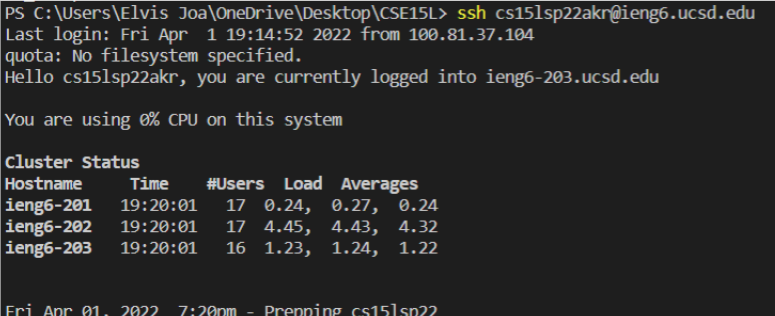 PS C:\Users\Elvis Joa\OneDrive\Desktop\CSE15L> ssh cs15lsp22akr@ieng6.ucsd.edu
Last login: Fri Apr  1 19:14:52 2022 from 100.81.37.104
quota: No filesystem specified.
Hello cs15lsp22akr, you are currently logged into ieng6-203.ucsd.edu
You are using 0% CPU on this system
Cluster Status
Hostname     Time    #Users  Load  Averages
ieng6-201   19:20:01   17  0.24,  0.27,  0.24
ieng6-202   19:20:01   17  4.45,  4.43,  4.32
ieng6-203   19:20:01   16  1.23,  1.24,  1.22
Fri Apr 01, 2022  7:20pm - Prepping cs15lsp22